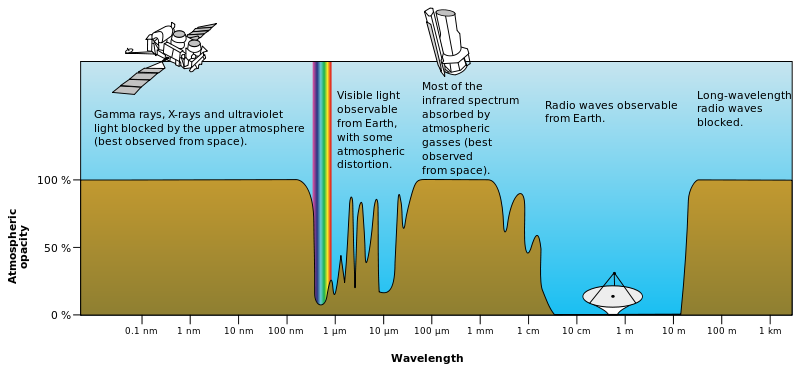 Gamma rays, X-rays and ultraviolet
light blocked by the upper atmosphere
(best observed from space).
Visible light
observable
from Earth,
with some
atmospheric
distortion.
Most of the
infrared spectrum
absorbed by
atmospheric
gasses (best
observed
from space).
Radio waves observable
from Earth.
Long-wavelength
radio waves
blocked.
Atmospheric
opacity
100 %
50 %
0 %
0.1 nm
1 nm
10 nm
100 nm
1 μm
10 μm
100 μm
1 mm
1 cm
10 cm
1 m
10 m
100 m
1 km
Wavelength